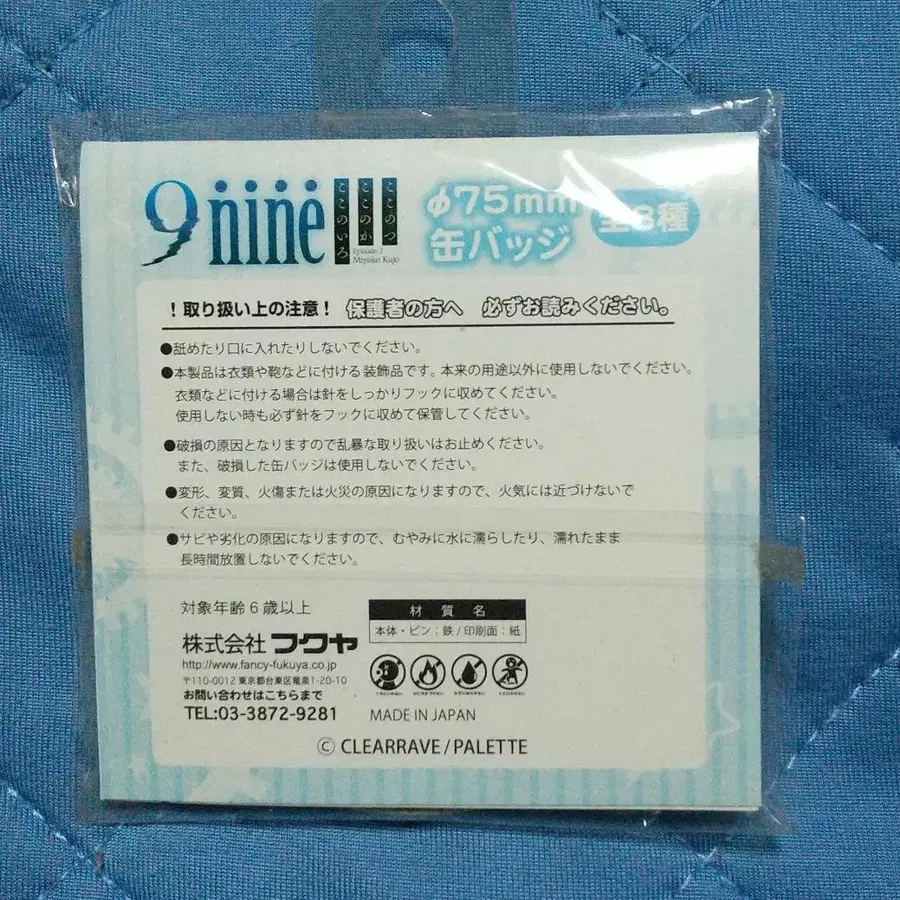 9 nine
ここのつ
ここのか
ここのいろ
Episode 1
Miyako Kujo
φ75mm
缶バッジ
全8種
！取り扱い上の注意！ 保護者の方へ 必ずお読みください。
●舐めたり口に入れたりしないでください。
●本製品は衣類や鞄などに付ける装飾品です。本来の用途以外に使用しないでください。
衣類などに付ける場合は針をしっかりフックに収めてください。
使用しない時も必ず針をフックに収めて保管してください。
●破損の原因となりますので乱暴な取り扱いはお止めください。
また、破損した缶バッジは使用しないでください。
●変形、変質、火傷または火災の原因になりますので、火気には近づけないで
ください。
●サビや劣化の原因になりますので、むやみに水に濡らしたり、濡れたまま
長時間放置しないでください。
対象年齢6歳以上
株式会社フクヤ
http://www.fancy-fukuya.co.jp
〒110-0012 東京都台東区竜泉1-20-10
お問い合わせはこちらまで
TEL:03-3872-9281
材質名
本体・ピン：鉄/印刷面：紙
MADE IN JAPAN
© CLEARRAVE/PALETTE